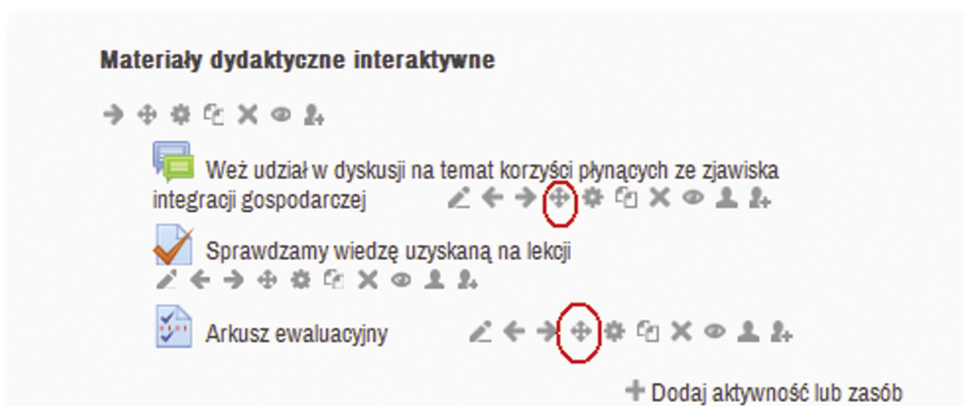 Materiały dydaktyczne interaktywne
Weź udział w dyskusji na temat korzyści płynących ze zjawiska
integracji gospodarczej
Sprawdzamy wiedzę uzyskaną na lekcji
Arkusz ewaluacyjny
Dodaj aktywność lub zasób